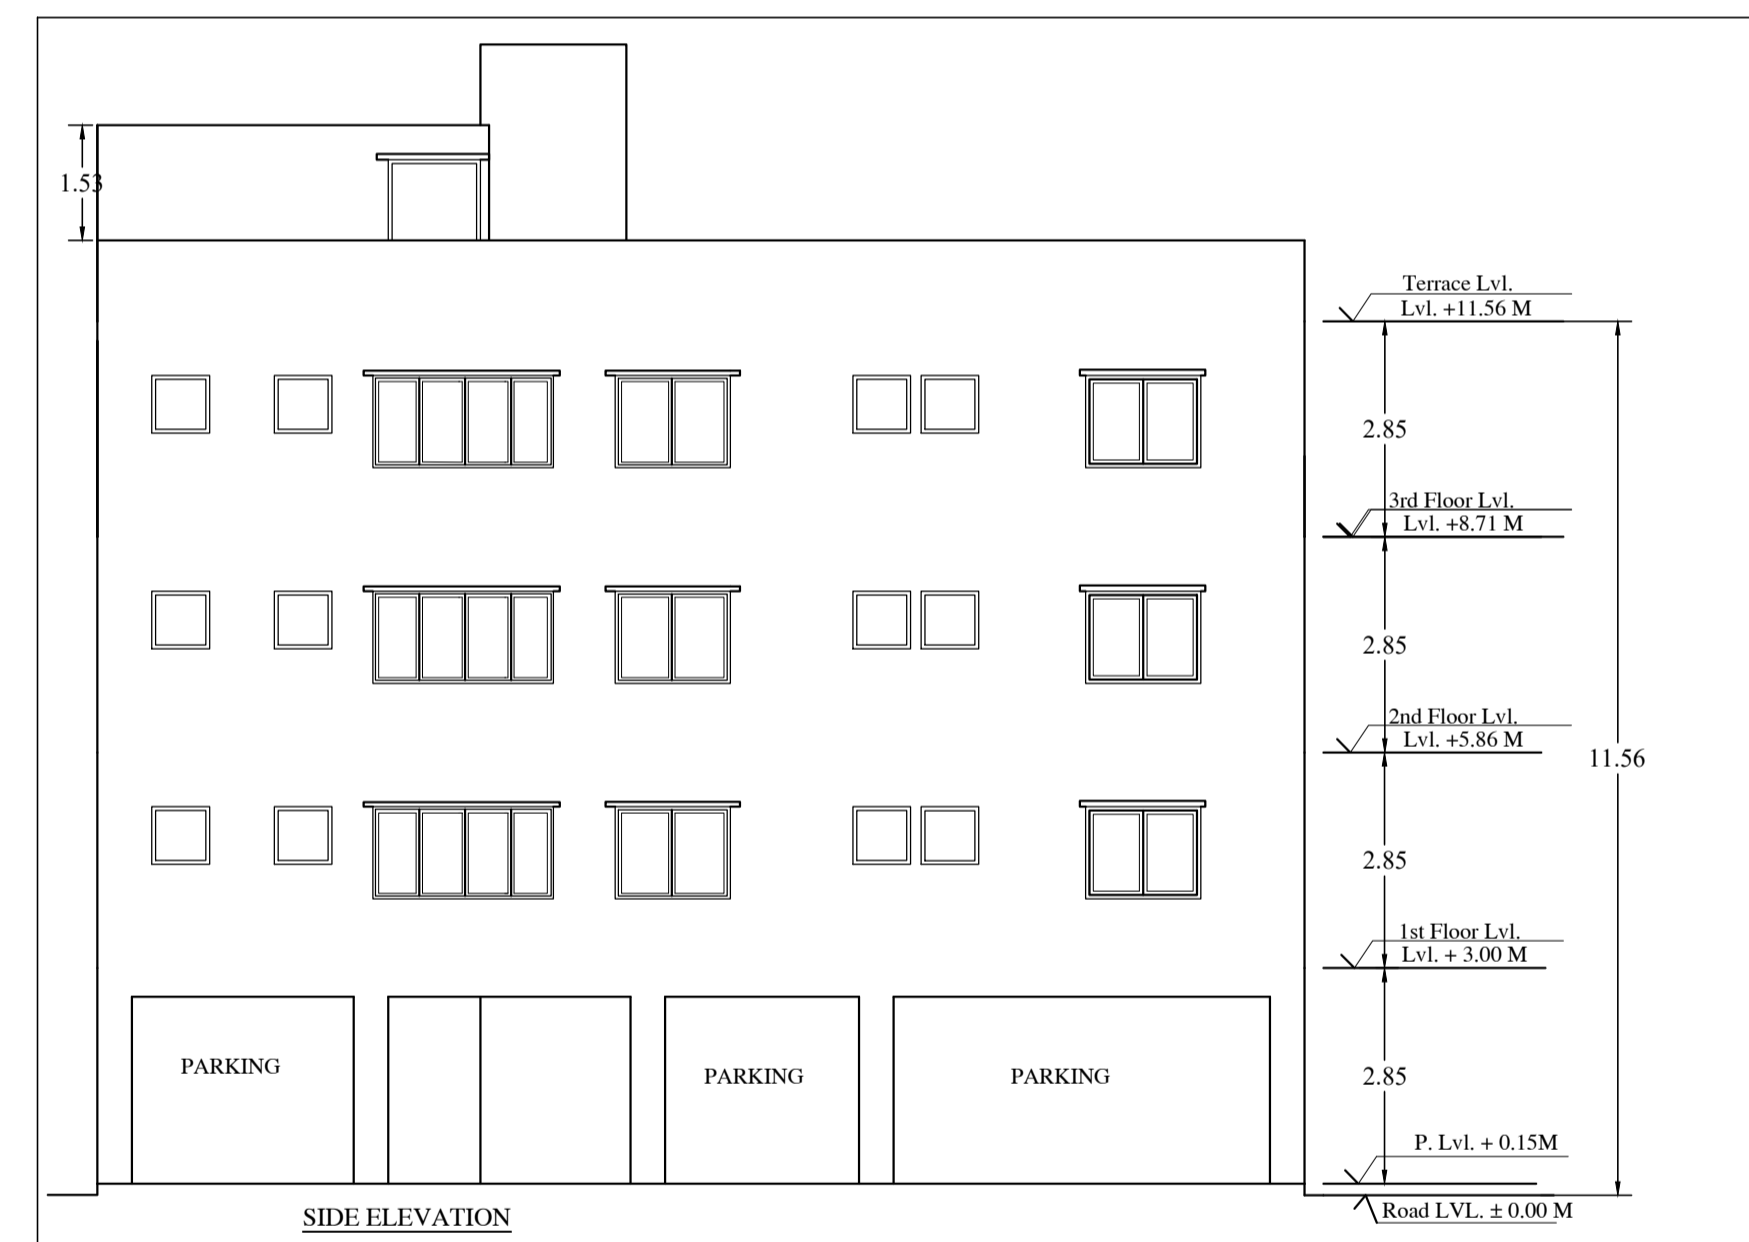 1.53
Terrace Lvl.
Lvl. +11.56 M
2.85
3rd Floor Lvl.
Lvl. +8.71 M
2.85
2nd Floor Lvl.
Lvl. +5.86 M
11.56
2.85
1st Floor Lvl.
Lvl. + 3.00 M
PARKING
PARKING
PARKING
2.85
P. Lvl. + 0.15M
Road LVL. ± 0.00 M
SIDE ELEVATION